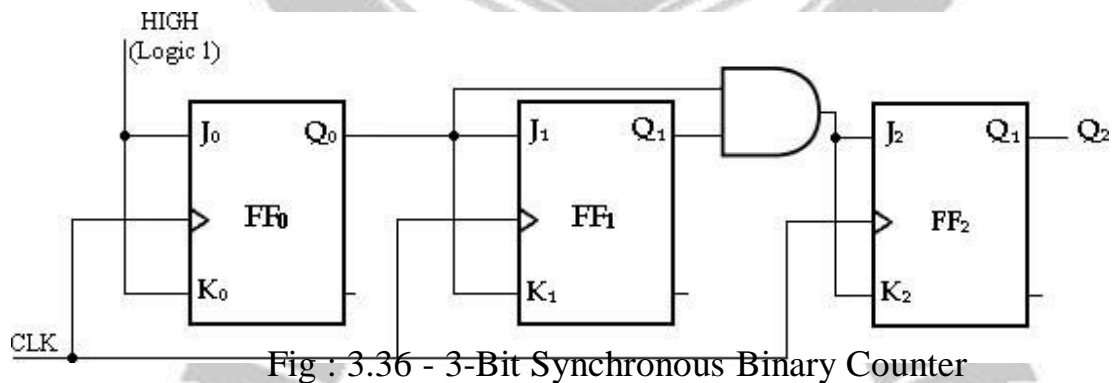 HIGH
(Logic 1)
J₀ Q₀ J₁ Q₁ J₂ Q₁ Q₂
FF₀ FF₁ FF₂
K₀ K₁ K₂
CLK
Fig : 3.36 - 3-Bit Synchronous Binary Counter